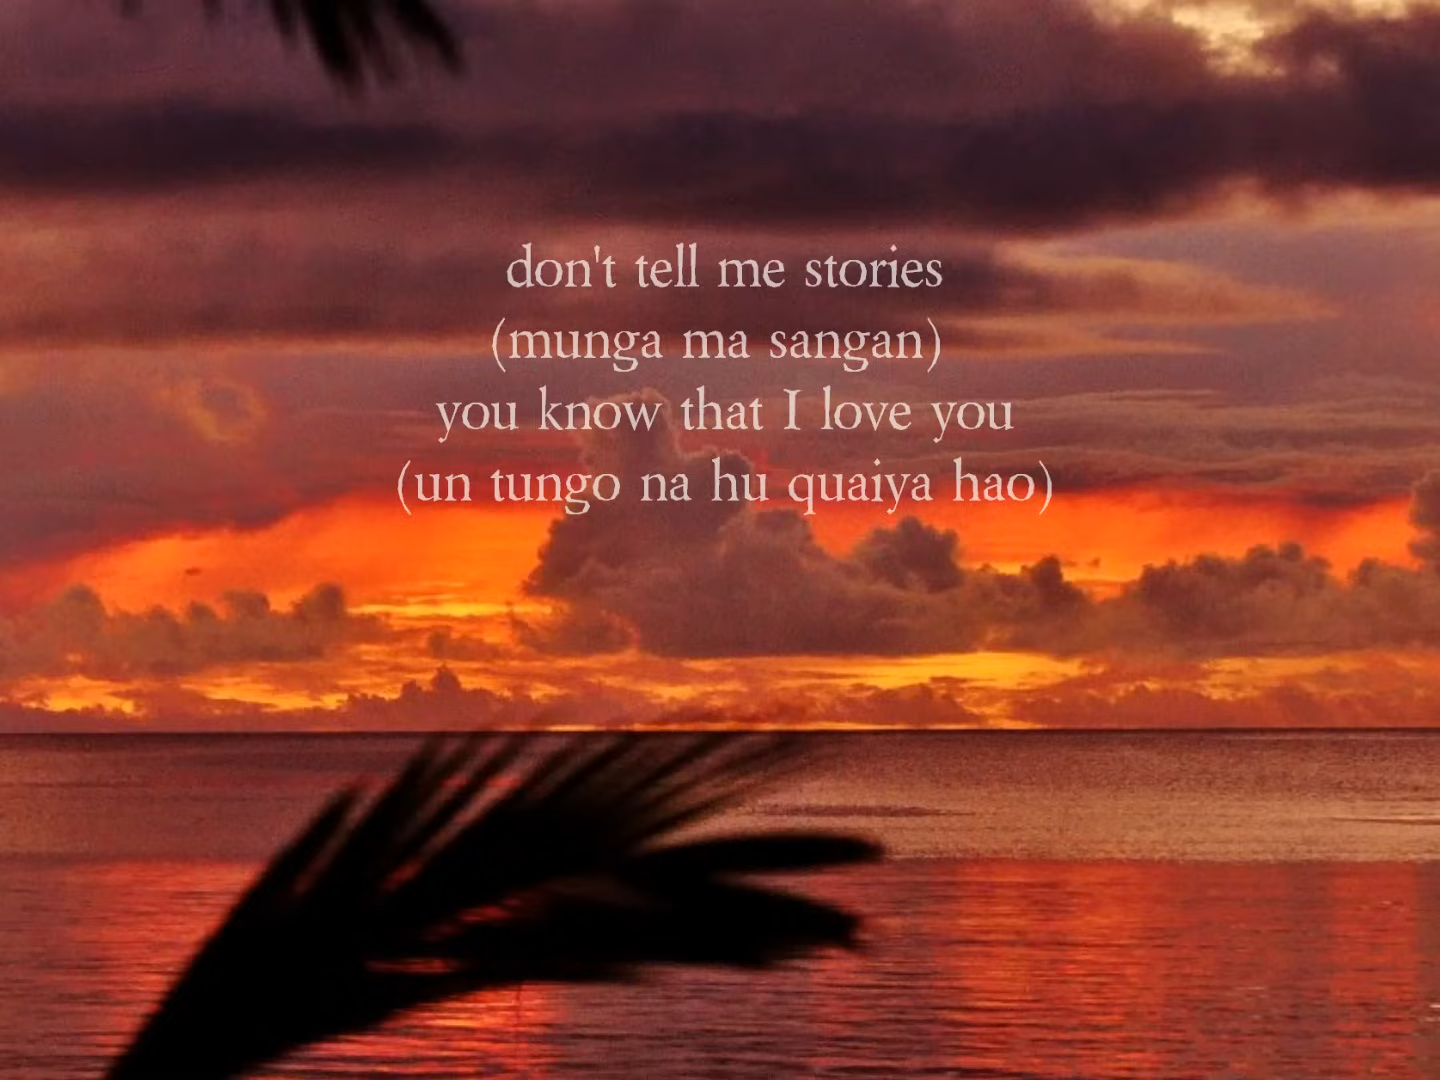 don't tell me stories
(munga ma sangan)
you know that I love you
(un tungo na hu quaiya hao)